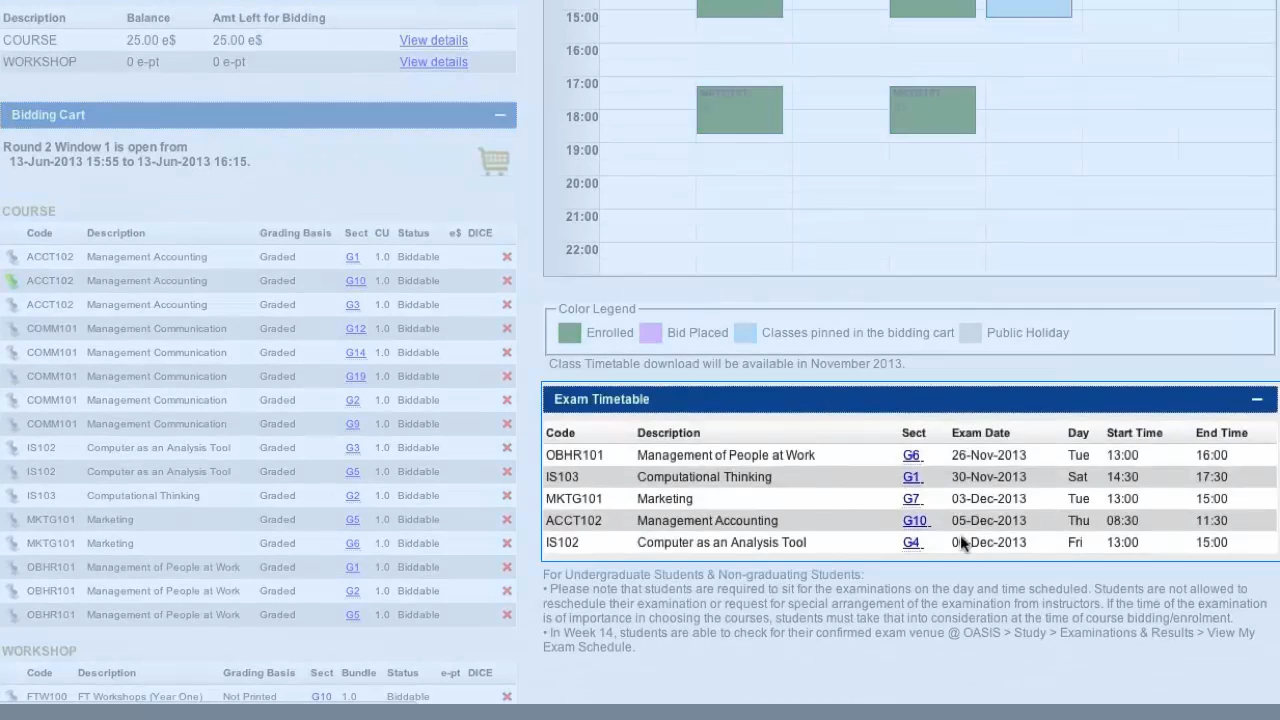 Description Balance Amt Left for Bidding
COURSE 25.00 e$ 25.00 e$ View details
WORKSHOP 0 e-pt 0 e-pt View details
Bidding Cart
Round 2 Window 1 is open from
13-Jun-2013 15:55 to 13-Jun-2013 16:15.
COURSE
Code Description Grading Basis Sect CU Status e$ DICE
ACCT102 Management Accounting Graded G1 1.0 Biddable
ACCT102 Management Accounting Graded G10 1.0 Biddable
ACCT102 Management Accounting Graded G3 1.0 Biddable
COMM101 Management Communication Graded G12 1.0 Biddable
COMM101 Management Communication Graded G14 1.0 Biddable
COMM101 Management Communication Graded G19 1.0 Biddable
COMM101 Management Communication Graded G2 1.0 Biddable
COMM101 Management Communication Graded G9 1.0 Biddable
IS102 Computer as an Analysis Tool Graded G3 1.0 Biddable
IS102 Computer as an Analysis Tool Graded G5 1.0 Biddable
IS103 Computational Thinking Graded G2 1.0 Biddable
MKTG101 Marketing Graded G5 1.0 Biddable
MKTG101 Marketing Graded G6 1.0 Biddable
OBHR101 Management of People at Work Graded G1 1.0 Biddable
OBHR101 Management of People at Work Graded G2 1.0 Biddable
OBHR101 Management of People at Work Graded G5 1.0 Biddable
WORKSHOP
Code Description Grading Basis Sect Bundle Status e-pt DICE
FTW100 FT Workshops (Year One) Not Printed G10 1.0 Biddable
15:00
16:00
17:00
18:00
19:00
20:00
21:00
22:00
Color Legend
Enrolled Bid Placed Classes pinned in the bidding cart Public Holiday
Class Timetable download will be available in November 2013.
Exam Timetable
Code Description Sect Exam Date Day Start Time End Time
OBHR101 Management of People at Work G6 26-Nov-2013 Tue 13:00 16:00
IS103 Computational Thinking G1 30-Nov-2013 Sat 14:30 17:30
MKTG101 Marketing G7 03-Dec-2013 Tue 13:00 15:00
ACCT102 Management Accounting G10 05-Dec-2013 Thu 08:30 11:30
IS102 Computer as an Analysis Tool G4 Dec-2013 Fri 13:00 15:00
For Undergraduate Students & Non-graduating Students:
• Please note that students are required to sit for the examinations on the day and time scheduled. Students are not allowed to
reschedule their examination or request for special arrangement of the examination from instructors. If the time of the examination
is of importance in choosing the courses, students must take that into consideration at the time of course bidding/enrolment.
• In Week 14, students are able to check for their confirmed exam venue @ OASIS > Study > Examinations & Results > View My
Exam Schedule.